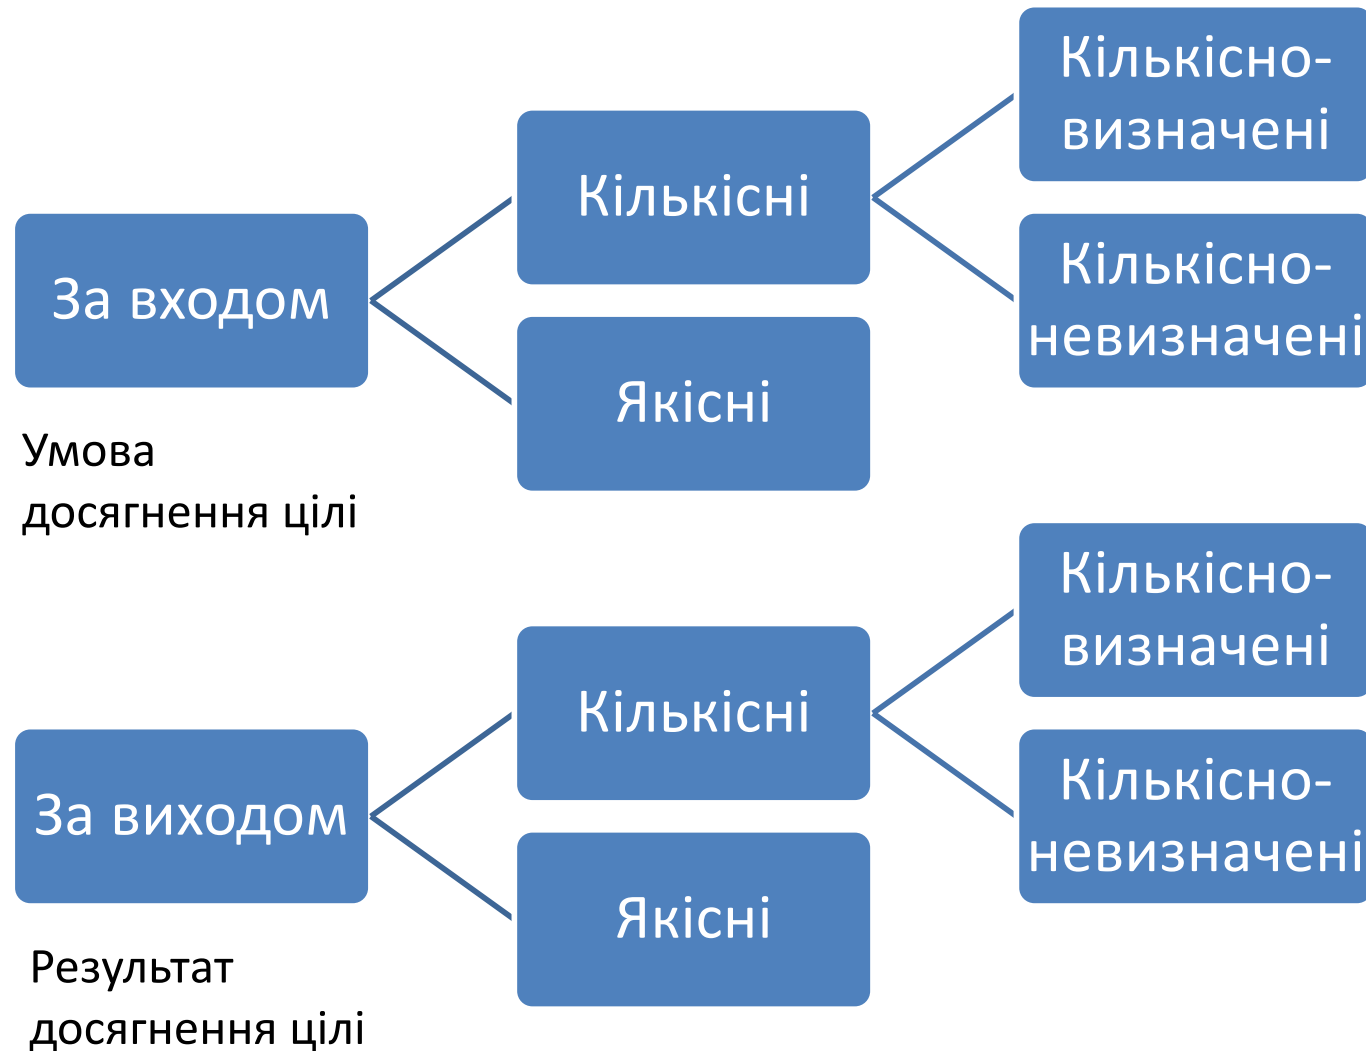 За входом
Умова
досягнення цілі
Кількісні
Якісні
Кількісно-
визначені
Кількісно-
невизначені
За виходом
Результат
досягнення цілі
Кількісні
Якісні
Кількісно-
визначені
Кількісно-
невизначені